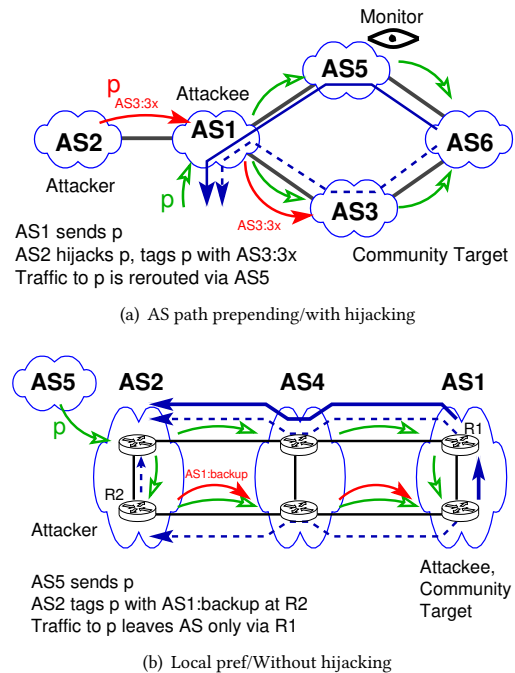 Monitor
p
AS3:3x
Attackee
AS5
AS2
AS1
AS6
Attacker
p
AS3:3x
AS3
Community Target
AS1 sends p
AS2 hijacks p, tags p with AS3:3x
Traffic to p is rerouted via AS5
(a) AS path prepending/with hijacking
AS5
AS2
AS4
AS1
p
R1
R2
AS1:backup
Attacker
Attackee,
Community
Target
AS5 sends p
AS2 tags p with AS1:backup at R2
Traffic to p leaves AS only via R1
(b) Local pref/Without hijacking